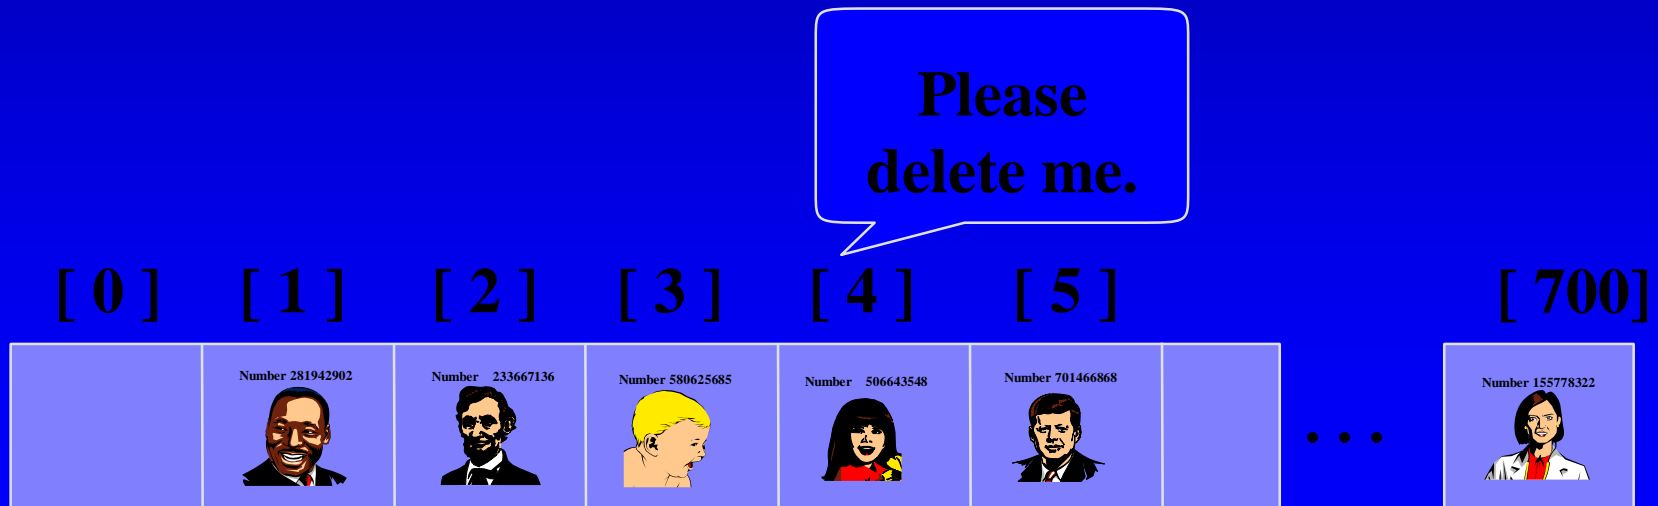 Please
delete me.
[ 0 ] [ 1 ] [ 2 ] [ 3 ] [ 4 ] [ 5 ] [ 700]
Number 281942902 Number 233667136 Number 580625685 Number 506643548 Number 701466868 Number 155778322
. . .